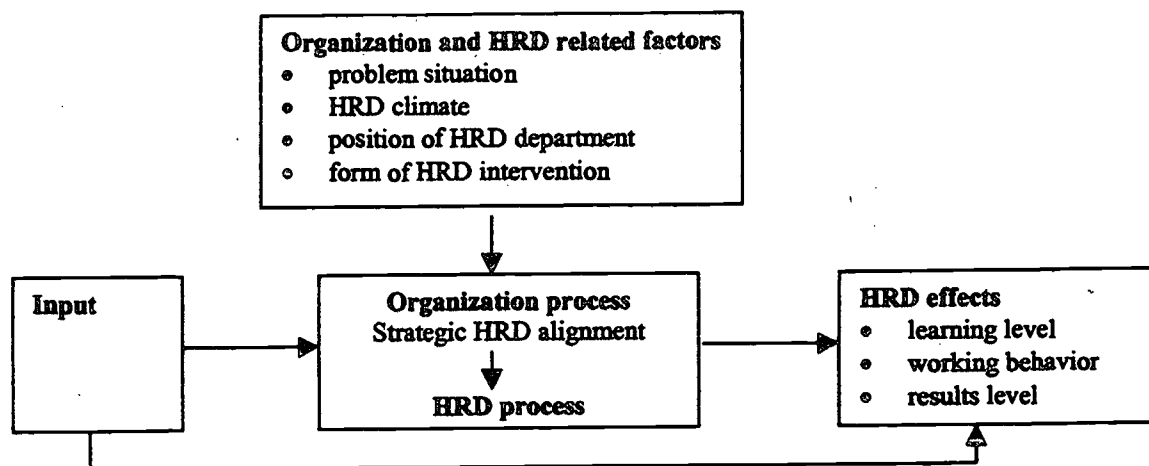 Organization and HRD related factors
• problem situation
• HRD climate
• position of HRD department
• form of HRD intervention
Input
Organization process
Strategic HRD alignment
HRD process
HRD effects
• learning level
• working behavior
• results level